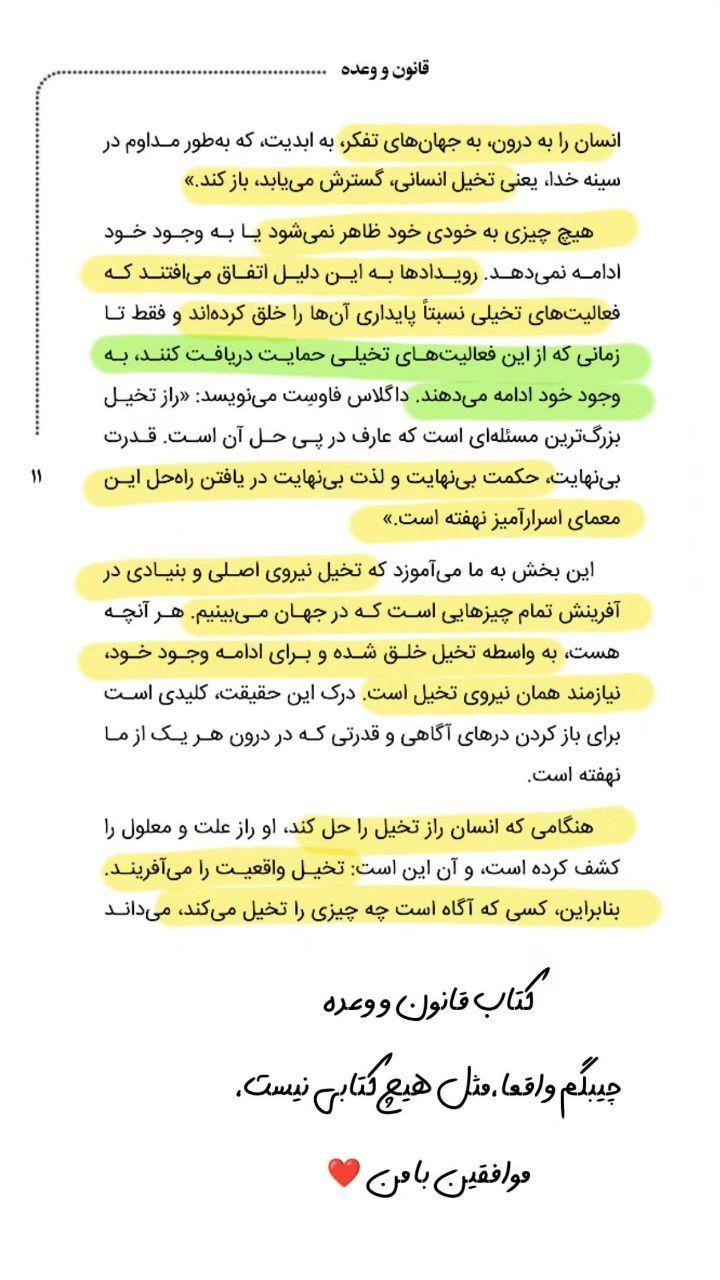 قانون و وعده
انسان را به درون، به جهان‌های تفکر، به ابدیت، که به‌طور مداوم در
سینه خدا، یعنی تخیل انسانی، گسترش می‌یابد، باز کند.»
هیچ چیزی به خودی خود ظاهر نمی‌شود یا به وجود خود
ادامه نمی‌دهد. رویدادها به این دلیل اتفاق می‌افتند که
فعالیت‌های تخیلی نسبتاً پایداری آن‌ها را خلق کرده‌اند و فقط تا
زمانی که از این فعالیت‌های تخیلی حمایت دریافت کنند، به
وجود خود ادامه می‌دهند. داگلاس فاوسِت می‌نویسد: «راز تخیل
بزرگ‌ترین مسئله‌ای است که عارف در پی حل آن است. قدرت
بی‌نهایت، حکمت بی‌نهایت و لذت بی‌نهایت در یافتن راه‌حل این
۱۱
معمای اسرارآمیز نهفته است.»
این بخش به ما می‌آموزد که تخیل نیروی اصلی و بنیادی در
آفرینش تمام چیزهایی است که در جهان می‌بینیم. هر آنچه
هست، به واسطه تخیل خلق شده و برای ادامه وجود خود،
نیازمند همان نیروی تخیل است. درک این حقیقت، کلیدی است
برای باز کردن درهای آگاهی و قدرتی که در درون هر یک از ما
نهفته است.
هنگامی که انسان راز تخیل را حل کند، او راز علت و معلول را
کشف کرده است، و آن این است: تخیل واقعیت را می‌آفریند.
بنابراین، کسی که آگاه است چه چیزی را تخیل می‌کند، می‌داند
کتاب قانون و وعده
چیبگم واقعا،مثل هیچ کتابی نیست،
موافقین با من ❤️